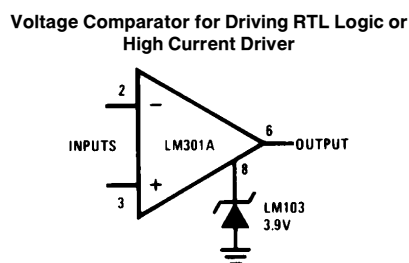 Voltage Comparator for Driving RTL Logic or
High Current Driver
2
−
6
INPUTS
LM301A
OUTPUT
8
+
3
LM103
3.9V